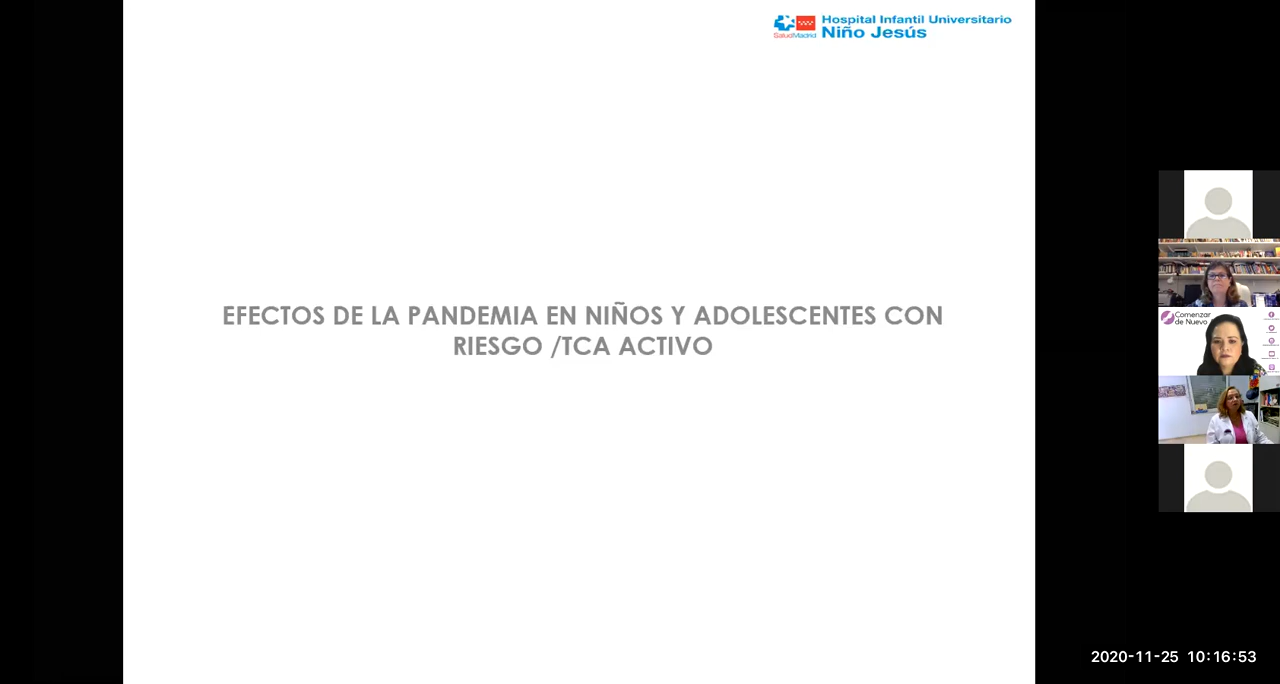 Hospital Infantil Universitario
SaludMadrid Niño Jesús
EFECTOS DE LA PANDEMIA EN NIÑOS Y ADOLESCENTES CON
RIESGO /TCA ACTIVO
Comenzar
de Nuevo
2020-11-25 10:16:53